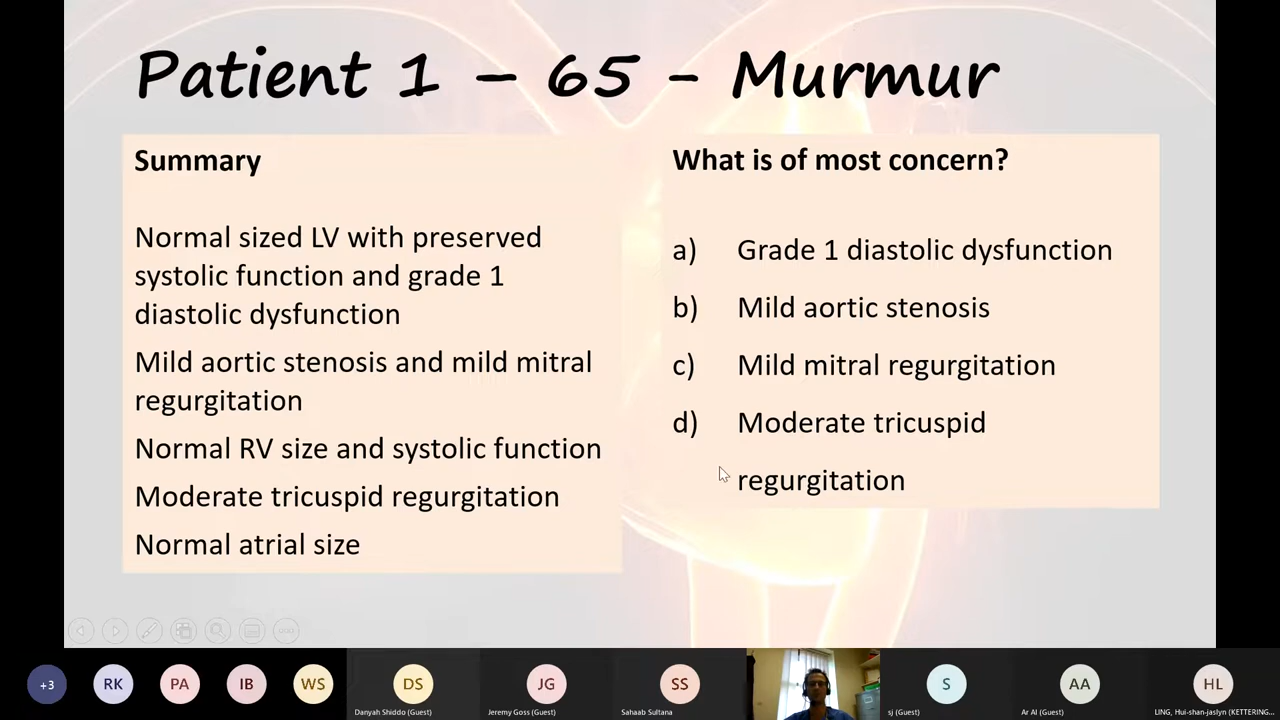 Patient 1 – 65 - Murmur
Summary
Normal sized LV with preserved
systolic function and grade 1
diastolic dysfunction
Mild aortic stenosis and mild mitral
regurgitation
Normal RV size and systolic function
Moderate tricuspid regurgitation
Normal atrial size
What is of most concern?
a) Grade 1 diastolic dysfunction
b) Mild aortic stenosis
c) Mild mitral regurgitation
d) Moderate tricuspid
regurgitation
+3
RK
PA
IB
WS
DS
Danyah Shiddo (Guest)
JG
Jeremy Goss (Guest)
SS
Sahaab Sultana
S
sj (Guest)
AA
Ar Al (Guest)
HL
LING, Hui-shan-jaslyn (KETTERING...